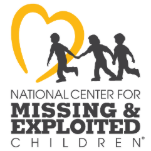 NATIONAL CENTER FOR
MISSING &
EXPLOITED
CHILDREN®